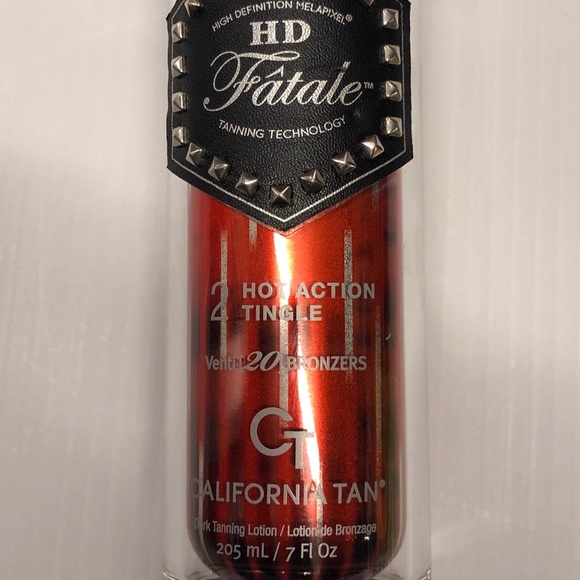 HIGH DEFINITION MELAPIXEL®
HD
Fâtale™
TANNING TECHNOLOGY
2 HOT ACTION
TINGLE
Venti 20 BRONZERS
CT
CALIFORNIA TAN®
Dark Tanning Lotion / Lotion de Bronzage
205 mL / 7 Fl Oz